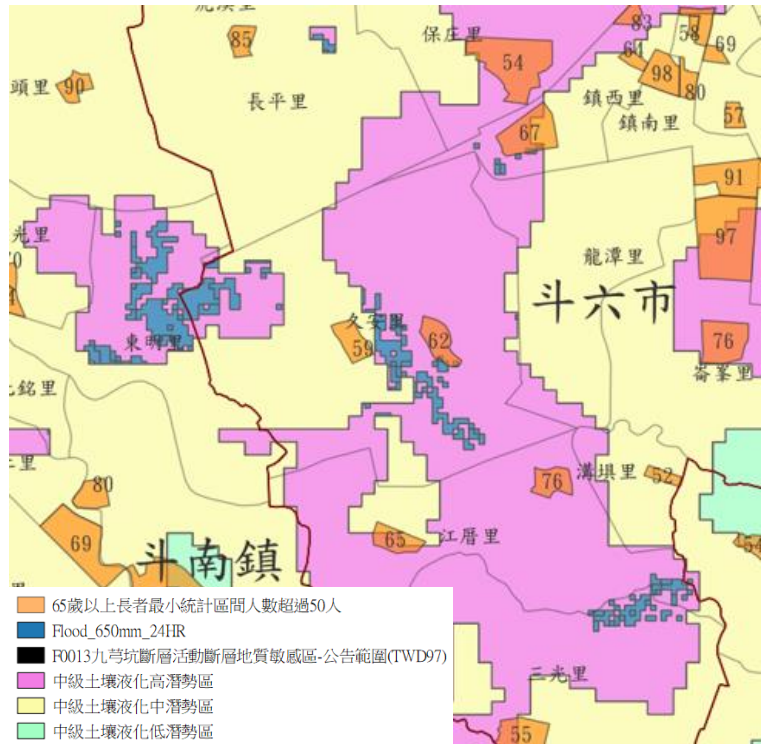 保庄里
83
58
85
54
64
69
98
頭里
90
80
長平里
鎮西里
57
67
鎮南里
91
光里
97
龍潭里
斗六市
久安里
62
76
東明里
59
崙峯里
北銘里
溝埧里
76
52
80
65
江厝里
69
斗南鎮
65歲以上長者最小統計區間人數超過50人
Flood_650mm_24HR
F0013九芎坑斷層活動斷層地質敏感區-公告範圍(TWD97)
中級土壤液化高潛勢區
三光里
中級土壤液化中潛勢區
中級土壤液化低潛勢區
55